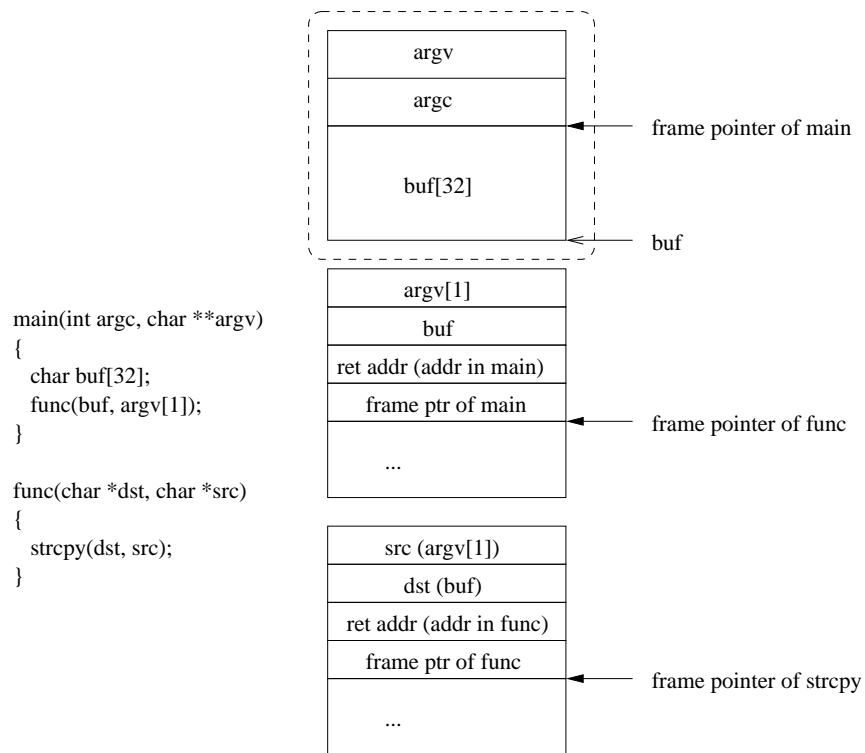 argv
argc
frame pointer of main
buf[32]
buf
argv[1]
buf
ret addr (addr in main)
frame ptr of main
frame pointer of func
...
main(int argc, char **argv)
{
char buf[32];
func(buf, argv[1]);
}
func(char *dst, char *src)
{
strcpy(dst, src);
}
src (argv[1])
dst (buf)
ret addr (addr in func)
frame ptr of func
frame pointer of strcpy
...